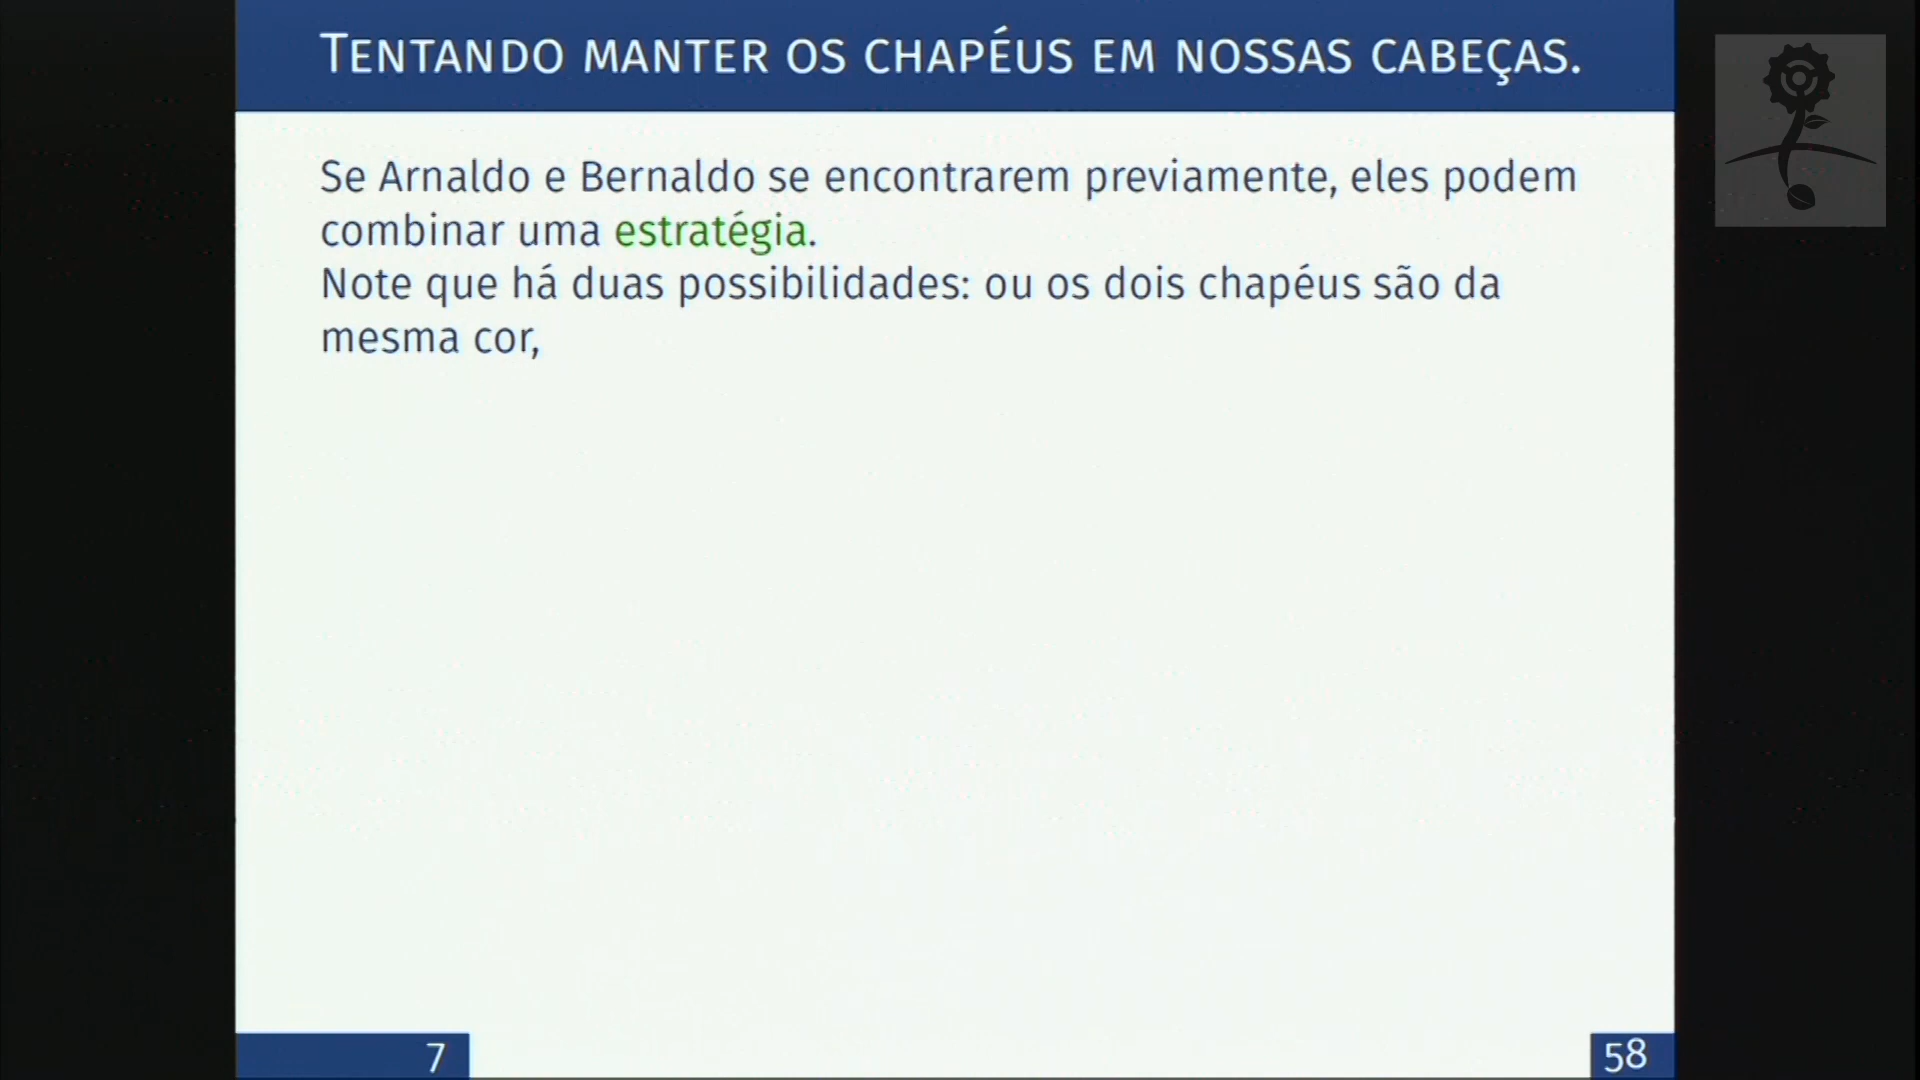 TENTANDO MANTER OS CHAPÉUS EM NOSSAS CABEÇAS.
Se Arnaldo e Bernaldo se encontrarem previamente, eles podem
combinar uma estratégia.
Note que há duas possibilidades: ou os dois chapéus são da
mesma cor,
7
58